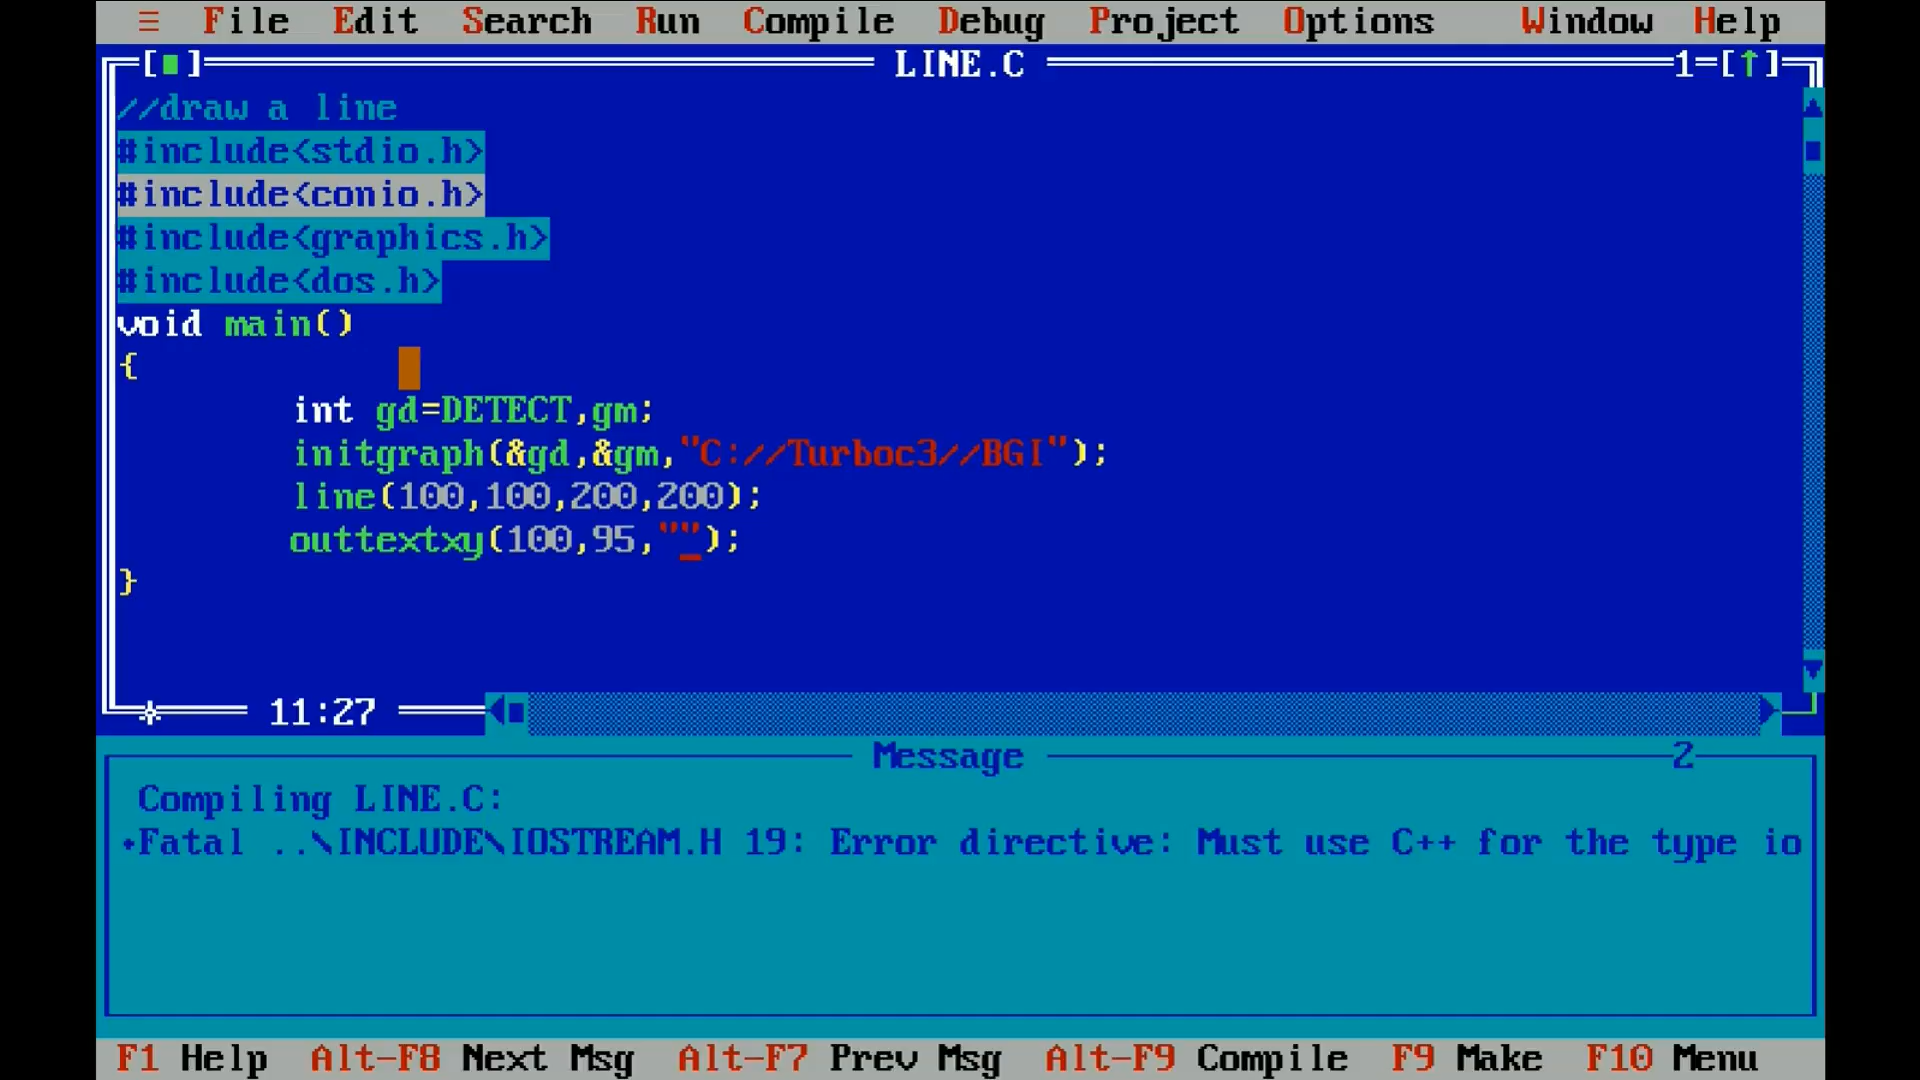 ≡ File Edit Search Run Compile Debug Project Options Window Help
[■] LINE.C 1=[↑]
//draw a line
#include<stdio.h>
#include<conio.h>
#include<graphics.h>
#include<dos.h>
void main()
{
int gd=DETECT,gm;
initgraph(&gd,&gm,"C://Turboc3//BGI");
line(100,100,200,200);
outtextxy(100,95,"");
}
11:27
Message 2
Compiling LINE.C:
•Fatal ..\INCLUDE\IOSTREAM.H 19: Error directive: Must use C++ for the type io
F1 Help Alt-F8 Next Msg Alt-F7 Prev Msg Alt-F9 Compile F9 Make F10 Menu